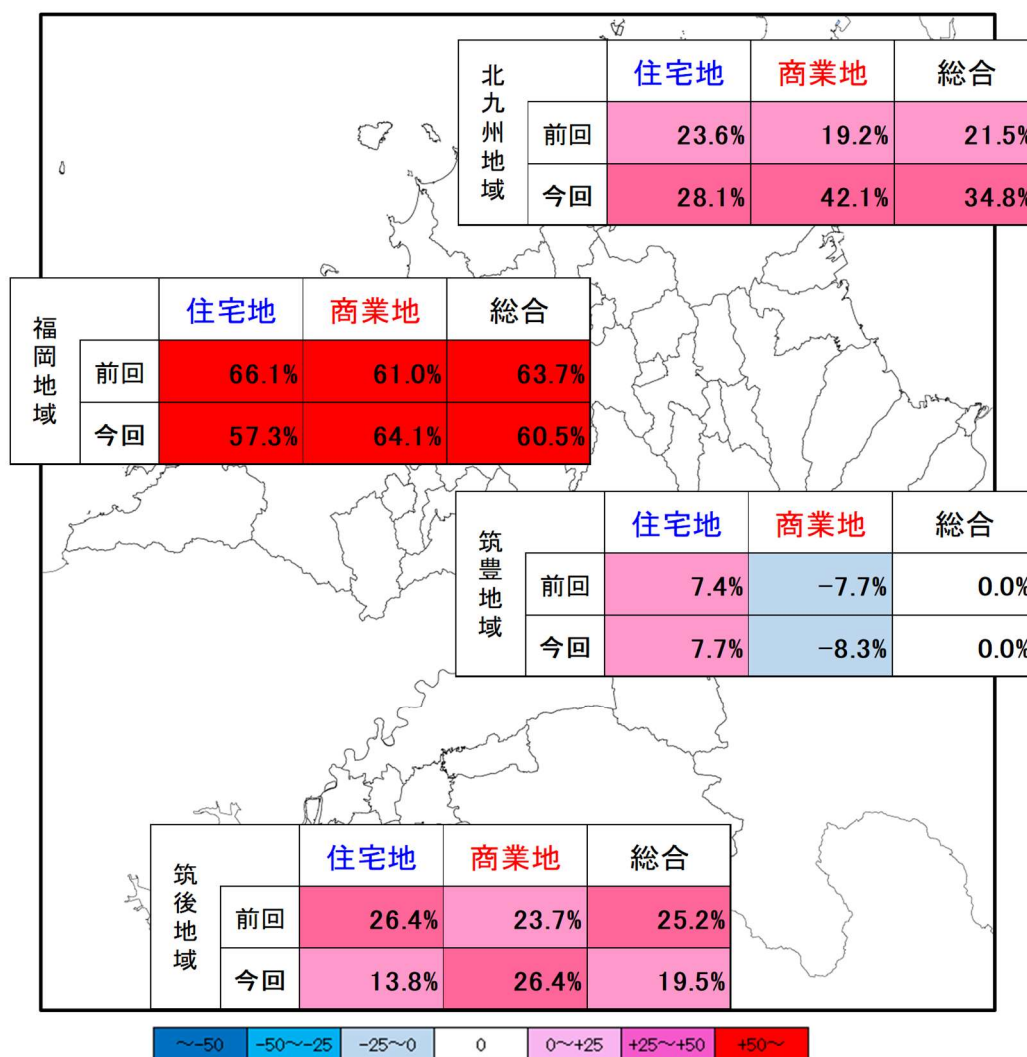 北九州地域
住宅地 商業地 総合
前回 23.6% 19.2% 21.5%
今回 28.1% 42.1% 34.8%
福岡地域
住宅地 商業地 総合
前回 66.1% 61.0% 63.7%
今回 57.3% 64.1% 60.5%
筑豊地域
住宅地 商業地 総合
前回 7.4% -7.7% 0.0%
今回 7.7% -8.3% 0.0%
筑後地域
住宅地 商業地 総合
前回 26.4% 23.7% 25.2%
今回 13.8% 26.4% 19.5%
～-50 -50～-25 -25～0 0 0～+25 +25～+50 +50～